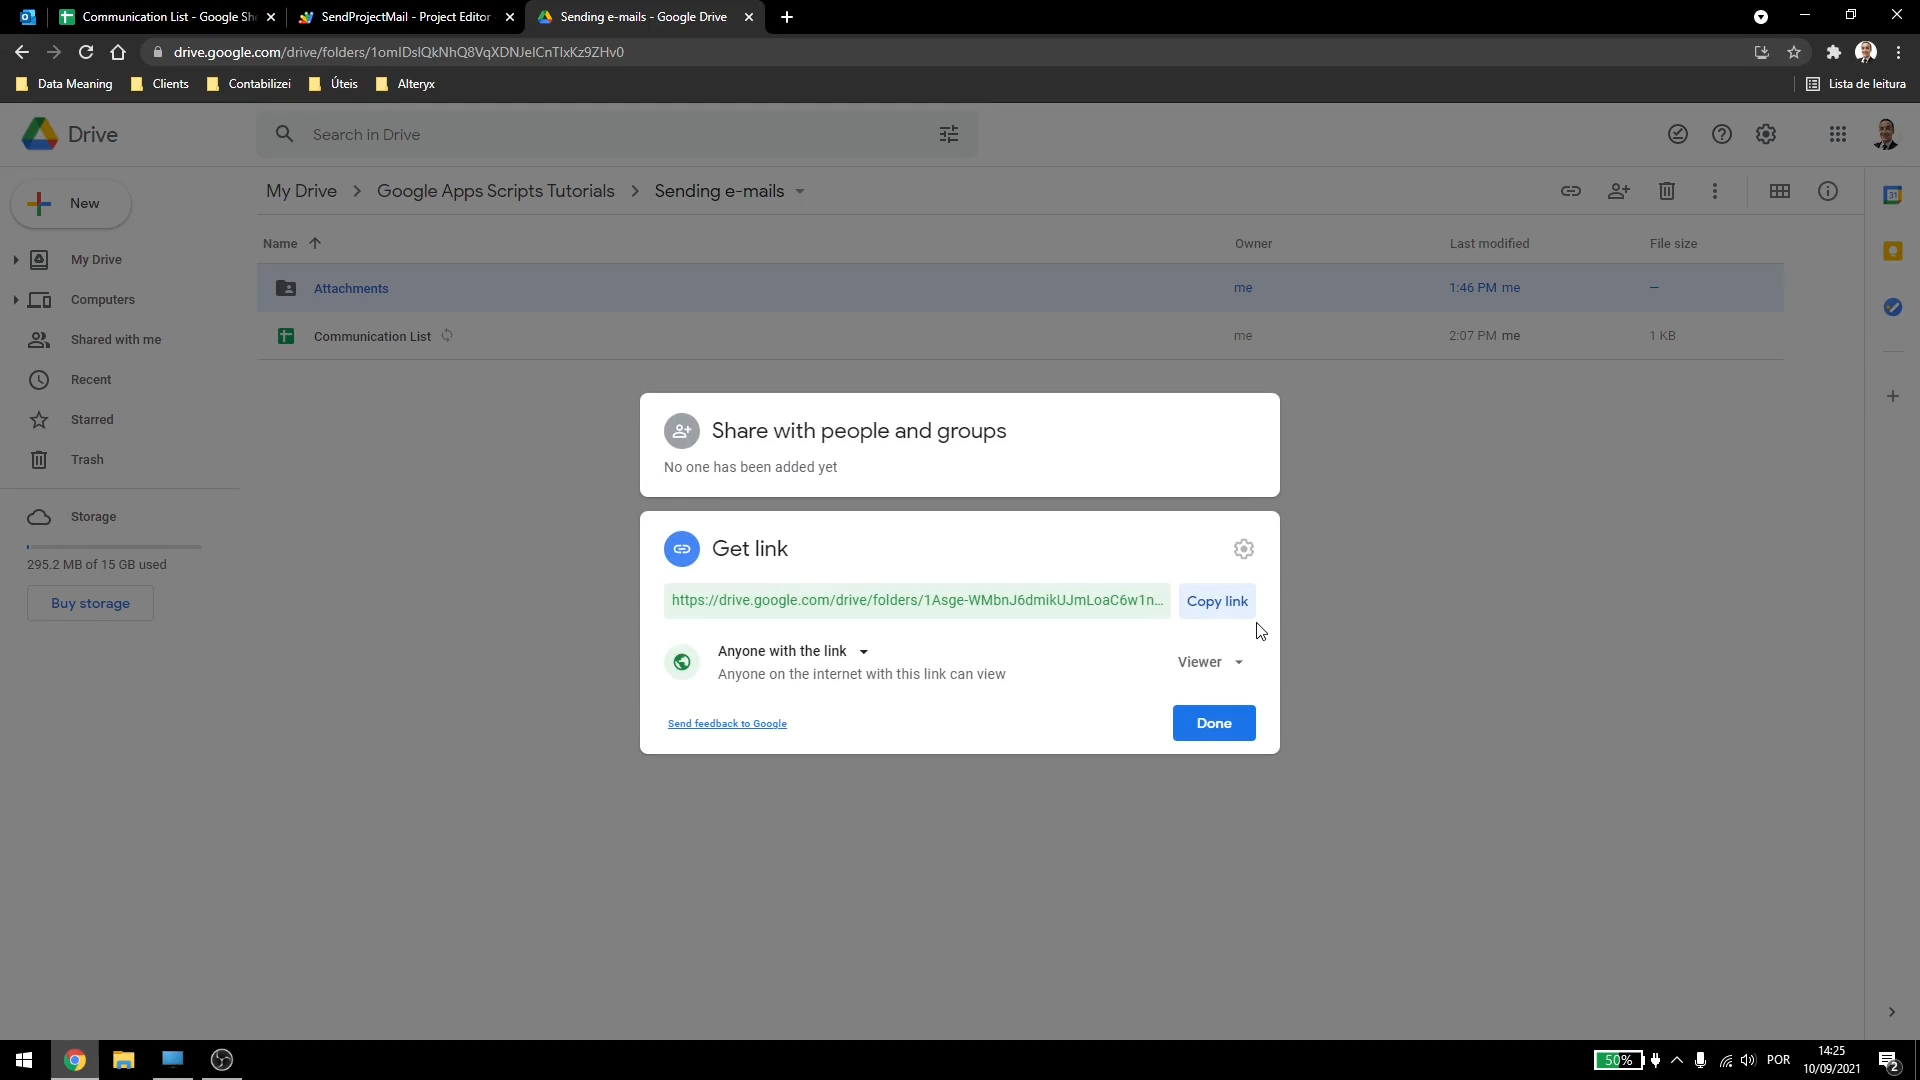 Communication List - Google She
SendProjectMail - Project Editor
Sending e-mails - Google Drive
drive.google.com/drive/folders/1omIDslQkNhQ8VqXDNJeICnTlxKz9ZHv0
Data Meaning
Clients
Contabilizei
Úteis
Alteryx
Lista de leitura
Drive
Search in Drive
New
My Drive
Google Apps Scripts Tutorials
Sending e-mails
31
Name
Owner
Last modified
File size
My Drive
Attachments
me
1:46 PM me
–
Computers
Communication List
me
2:07 PM me
1 KB
Shared with me
Recent
Starred
Trash
Storage
295.2 MB of 15 GB used
Buy storage
Share with people and groups
No one has been added yet
Get link
https://drive.google.com/drive/folders/1Asge-WMbnJ6dmikUJmLoaC6w1n...
Copy link
Anyone with the link
Anyone on the internet with this link can view
Viewer
Send feedback to Google
Done
50%
POR
14:25
10/09/2021
2